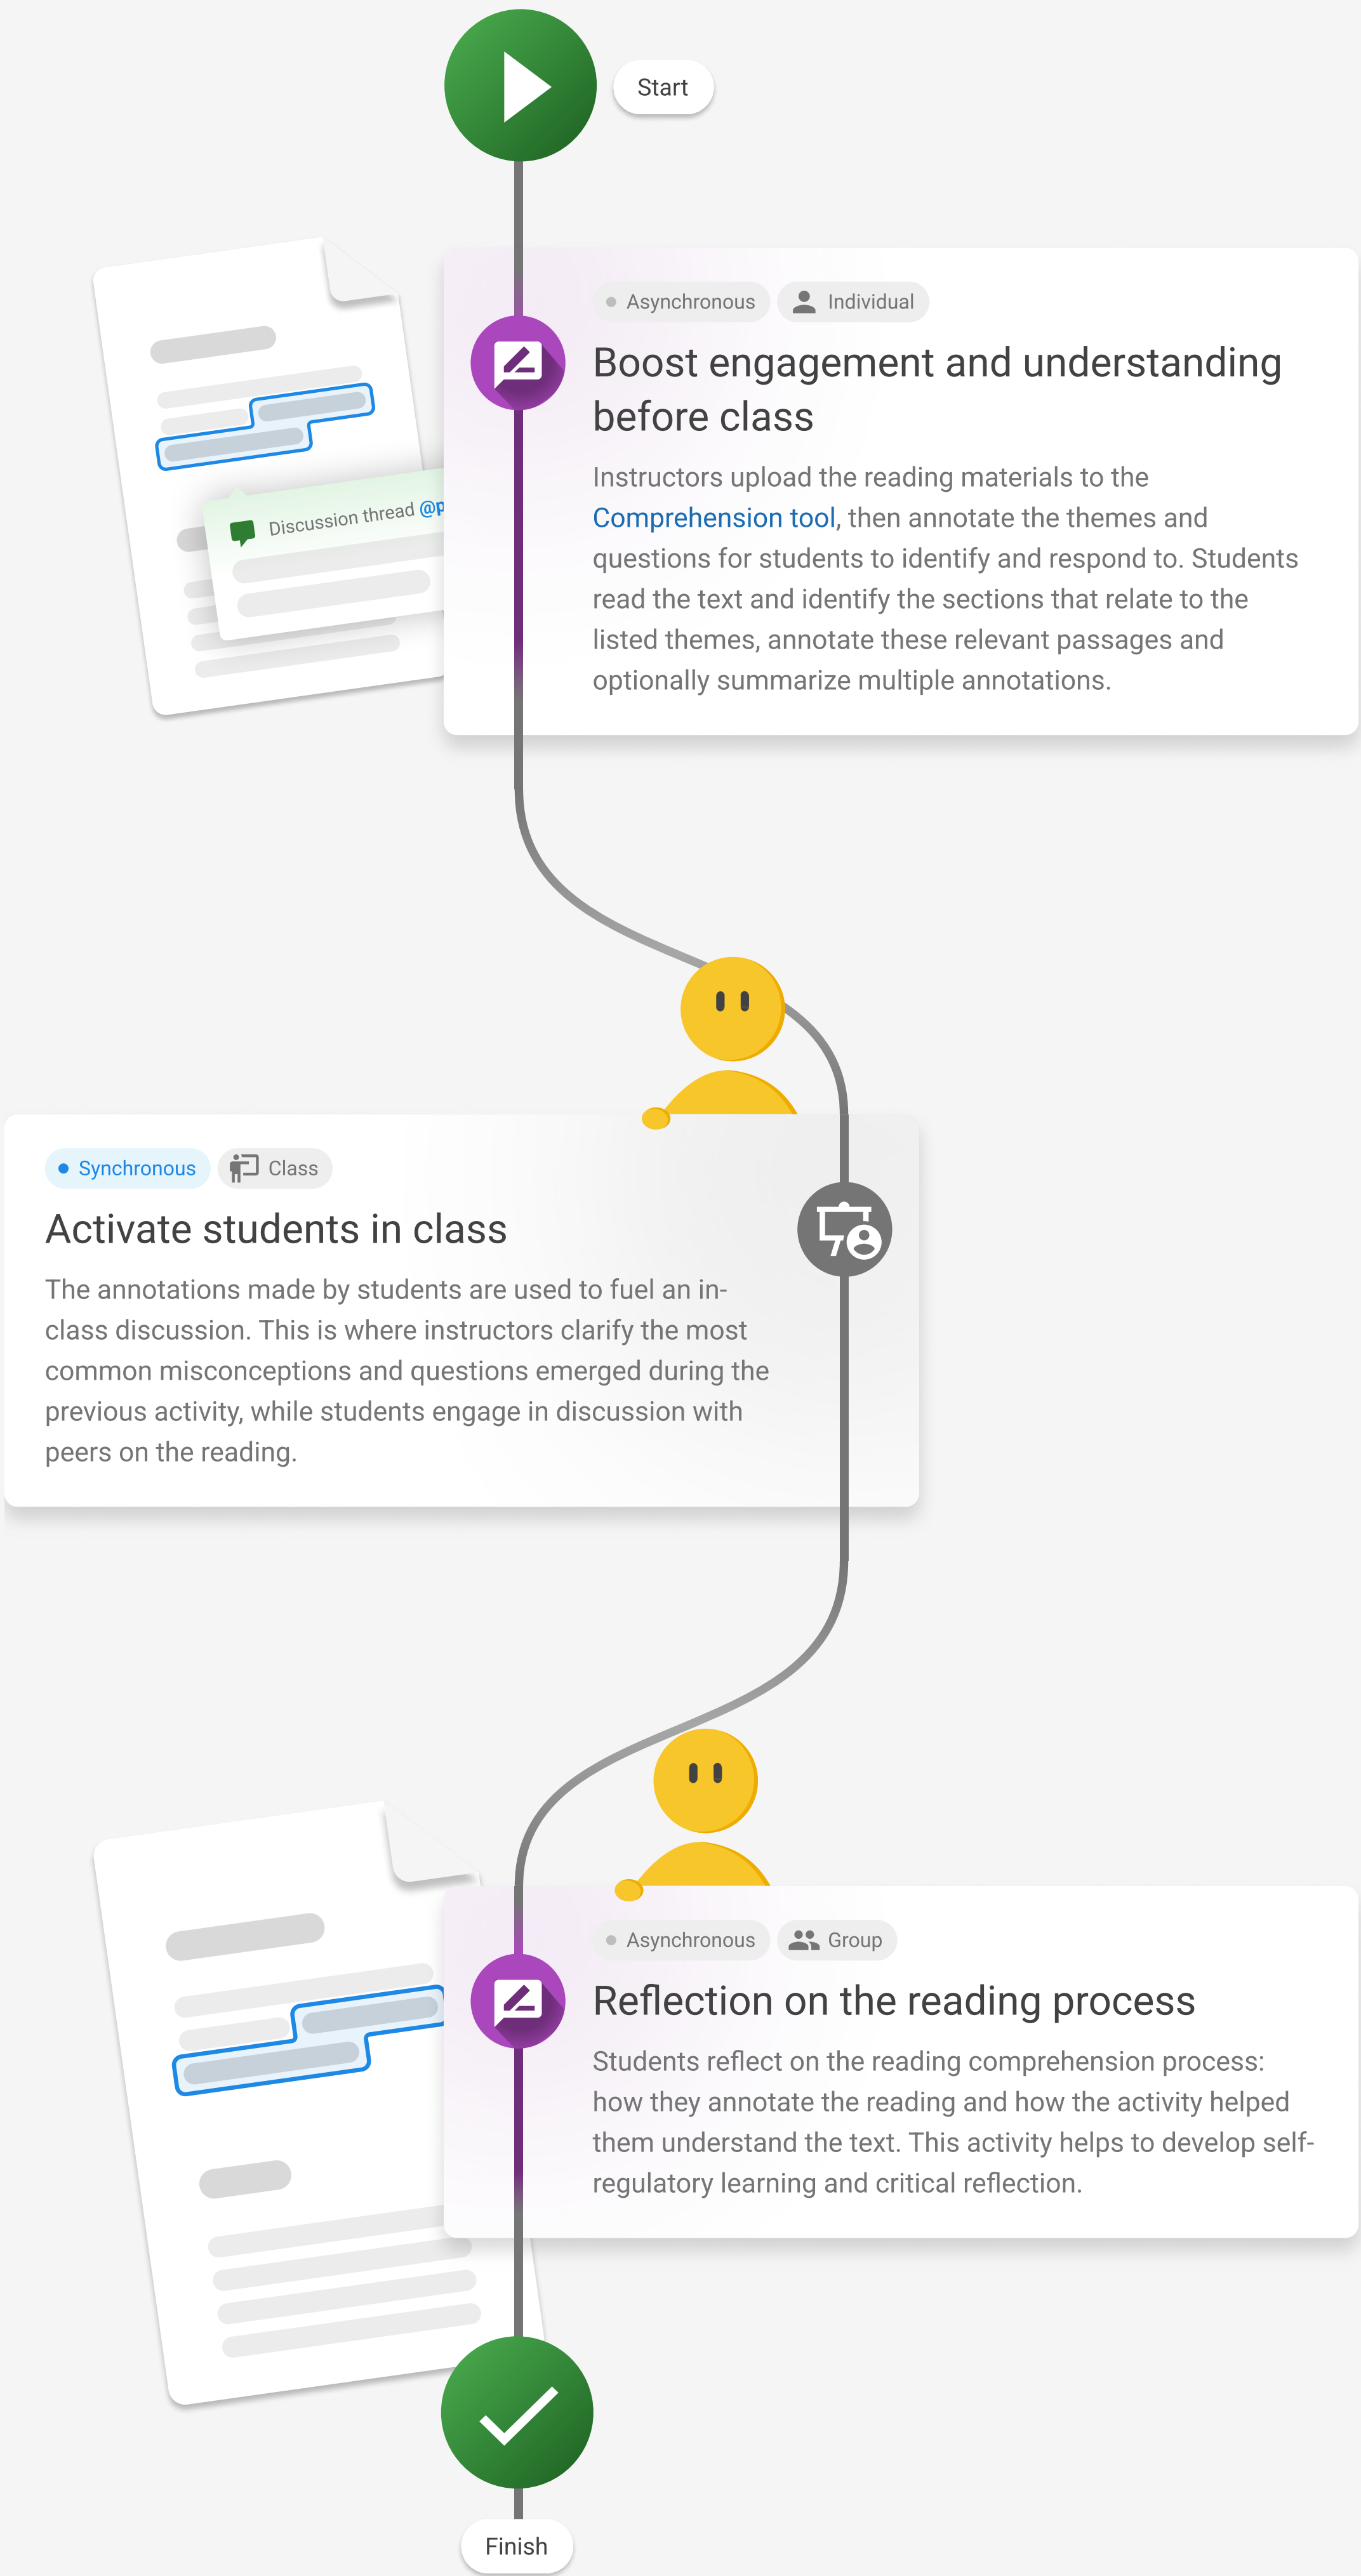 Start
Asynchronous
Individual
Boost engagement and understanding
before class
Instructors upload the reading materials to the
Comprehension tool, then annotate the themes and
questions for students to identify and respond to. Students
read the text and identify the sections that relate to the
listed themes, annotate these relevant passages and
optionally summarize multiple annotations.
Discussion thread @p
Synchronous
Class
Activate students in class
The annotations made by students are used to fuel an in-
class discussion. This is where instructors clarify the most
common misconceptions and questions emerged during the
previous activity, while students engage in discussion with
peers on the reading.
Asynchronous
Group
Reflection on the reading process
Students reflect on the reading comprehension process:
how they annotate the reading and how the activity helped
them understand the text. This activity helps to develop self-
regulatory learning and critical reflection.
Finish